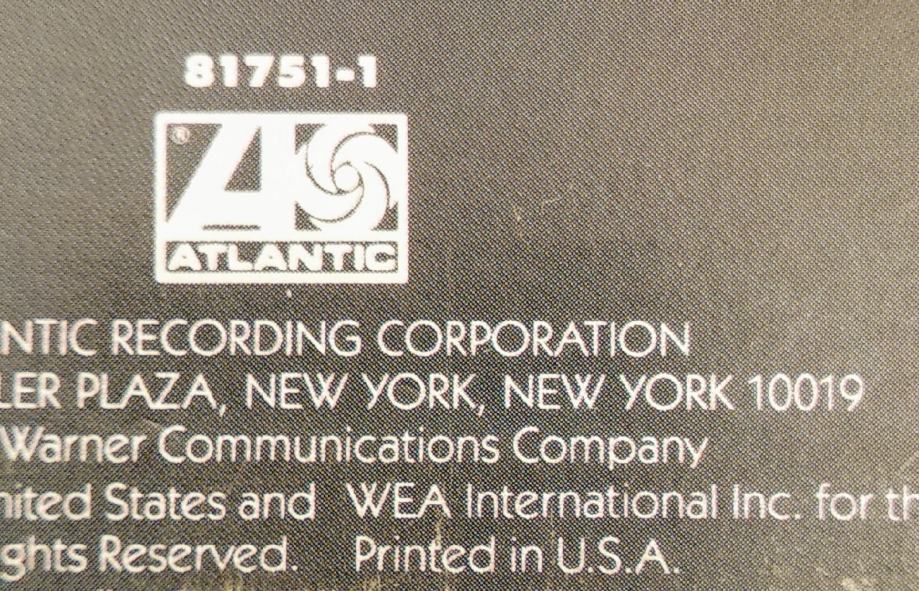 81751-1
®
ATLANTIC
NTIC RECORDING CORPORATION
LER PLAZA, NEW YORK, NEW YORK 10019
Warner Communications Company
nited States and WEA International Inc. for th
ghts Reserved. Printed in U.S.A.